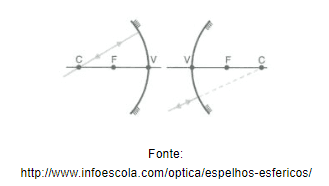 C F V V F C
Fonte:
http://www.infoescola.com/optica/espelhos-esfericos/